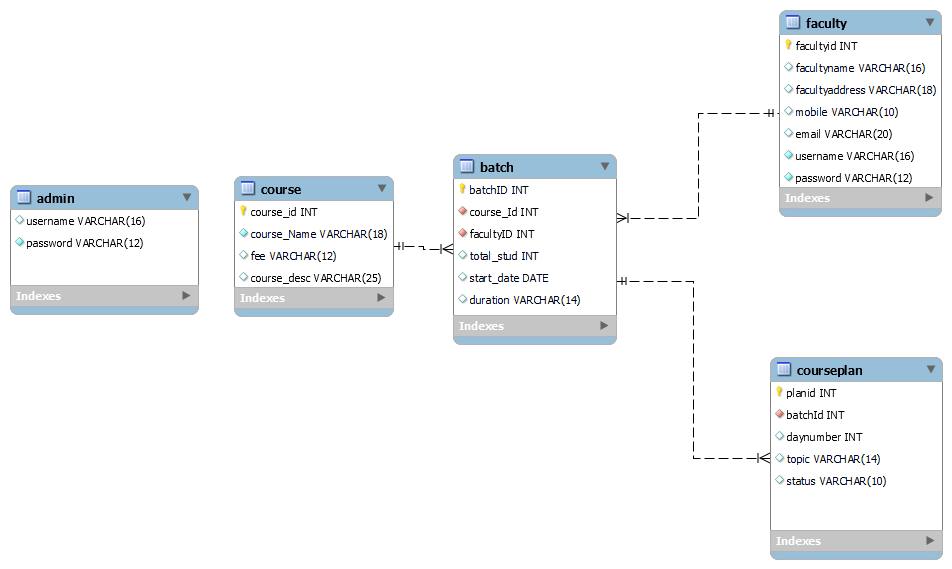 admin
username VARCHAR(16)
password VARCHAR(12)
Indexes
course
course_id INT
course_Name VARCHAR(18)
fee VARCHAR(12)
course_desc VARCHAR(25)
Indexes
batch
batchID INT
course_Id INT
facultyID INT
total_stud INT
start_date DATE
duration VARCHAR(14)
Indexes
faculty
facultyid INT
facultyname VARCHAR(16)
facultyaddress VARCHAR(18)
mobile VARCHAR(10)
email VARCHAR(20)
username VARCHAR(16)
password VARCHAR(12)
Indexes
courseplan
planid INT
batchId INT
daynumber INT
topic VARCHAR(14)
status VARCHAR(10)
Indexes